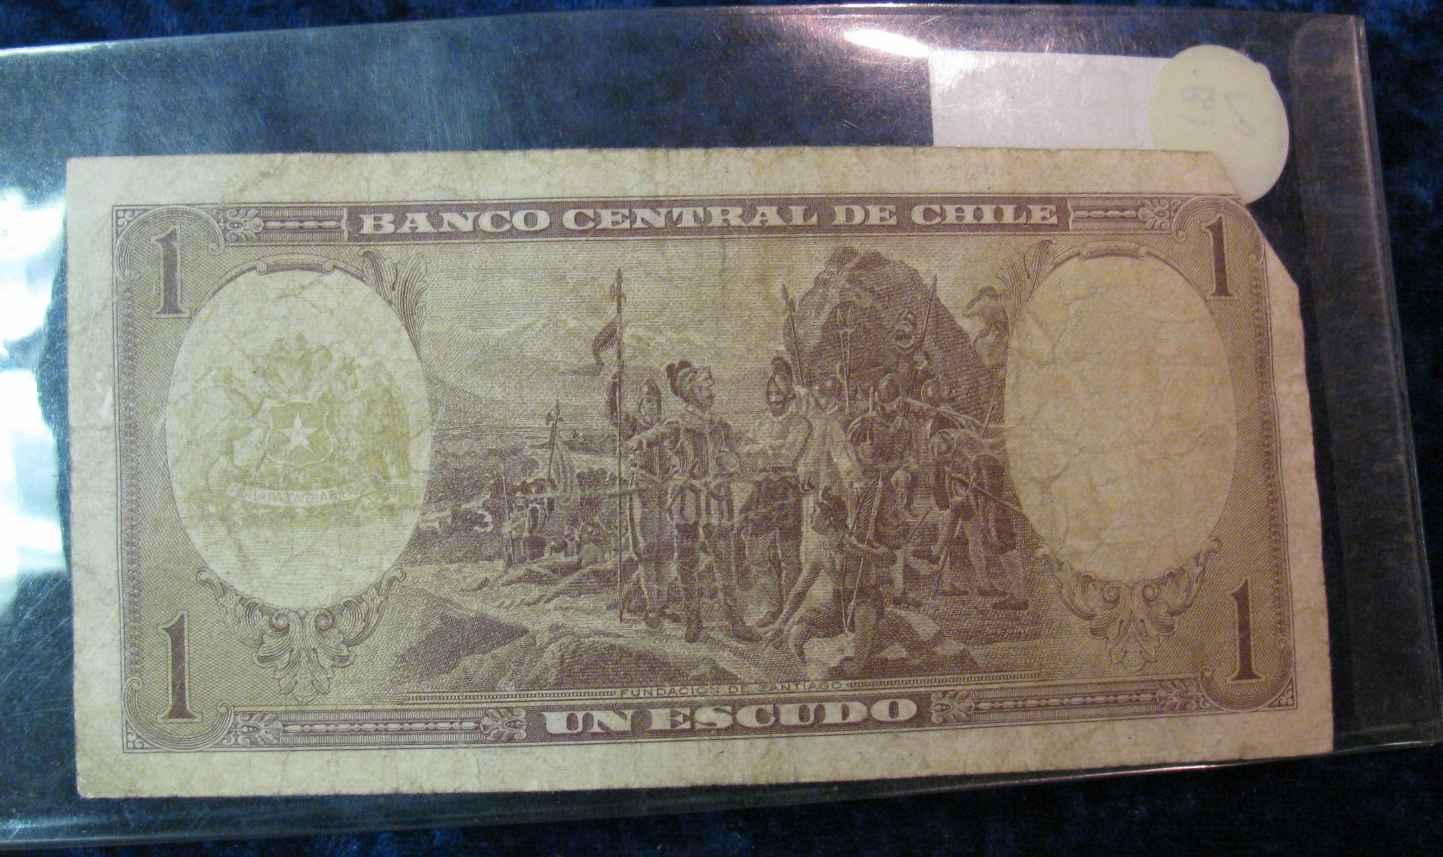 BANCO CENTRAL DE CHILE
1
1
1
1
FUNDACION DE SANTIAGO
UN ESCUDO